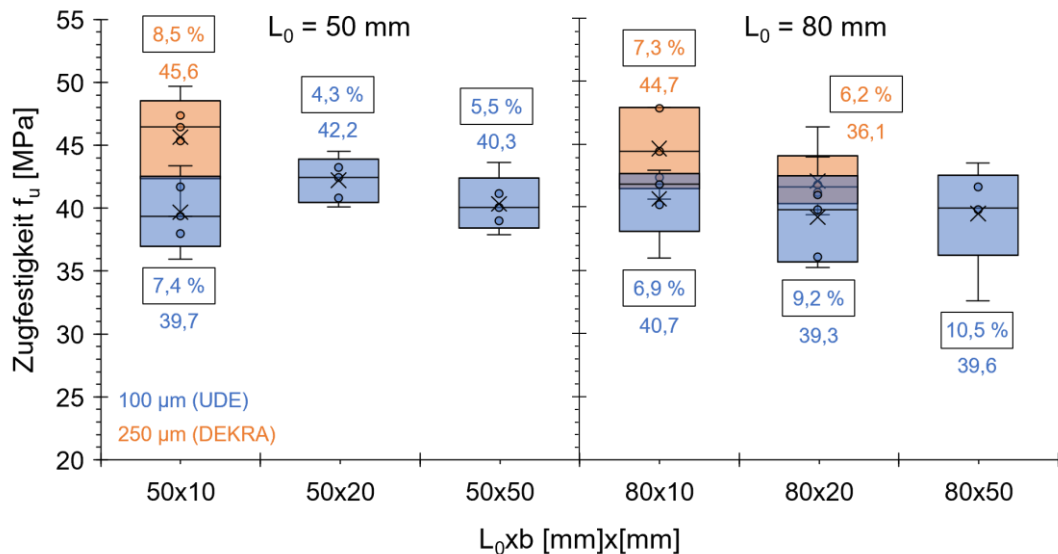 Zugfestigkeit fᵤ [MPa]
55
50
45
40
35
30
25
20
L₀ = 50 mm
L₀ = 80 mm
8,5 %
45,6
4,3 %
42,2
5,5 %
40,3
7,4 %
39,7
7,3 %
44,7
6,2 %
36,1
6,9 %
40,7
9,2 %
39,3
10,5 %
39,6
100 µm (UDE)
250 µm (DEKRA)
50x10
50x20
50x50
80x10
80x20
80x50
L₀xb [mm]x[mm]